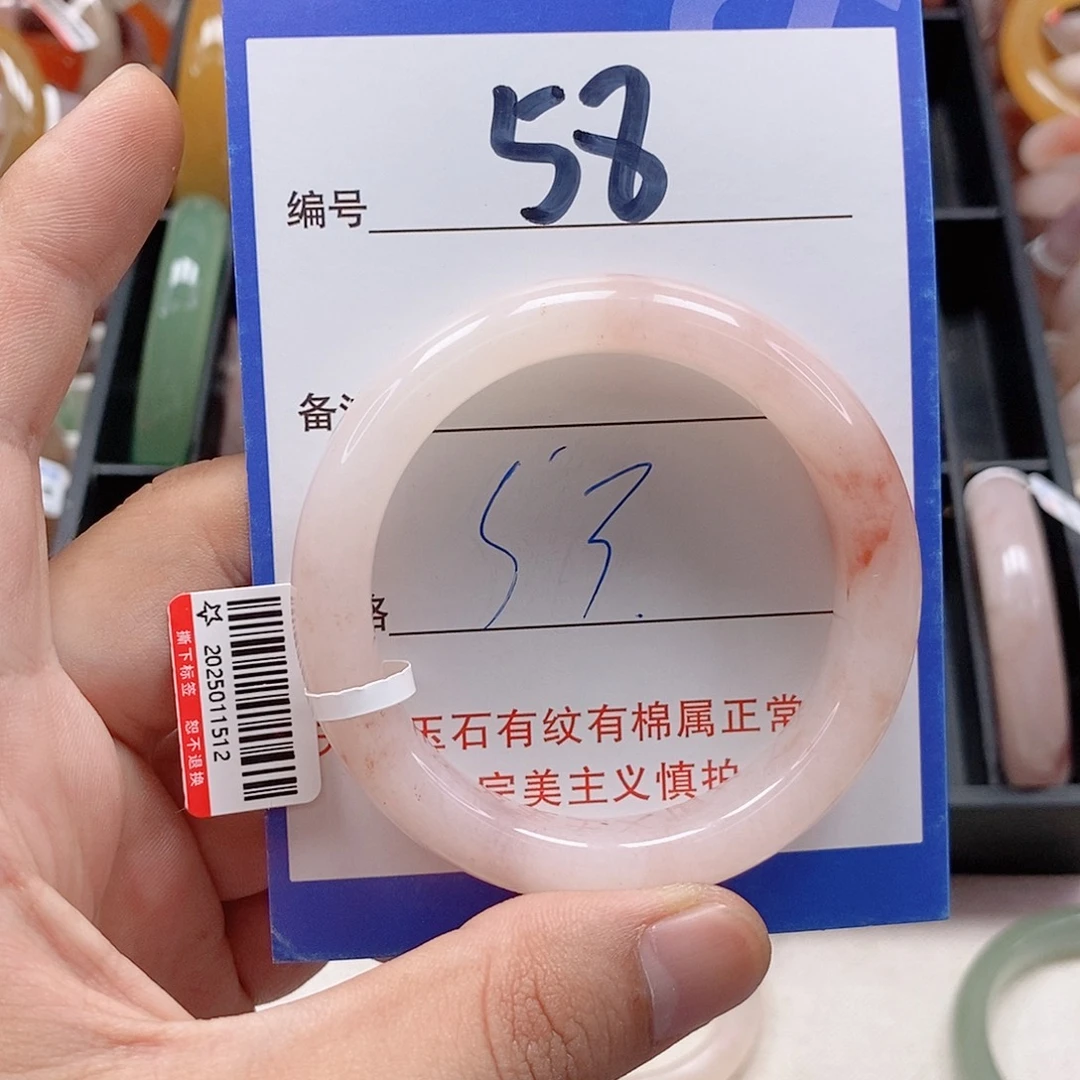 58
编号
备
53.
格
玉石有纹有棉属正常
完美主义慎拍
☆ 2025011512
撕下标签 恕不退换